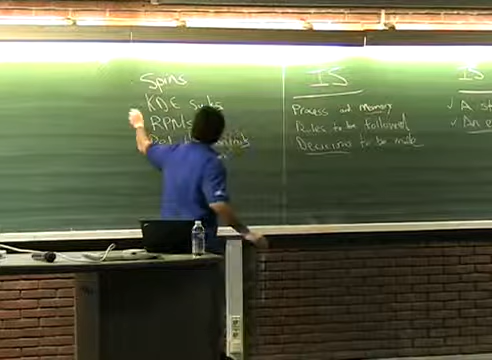 Spins
KDE sucks
RPMs
IS
Process and memory
Rules to be followed
Decisions to be made
IS
✓ A
✓ An